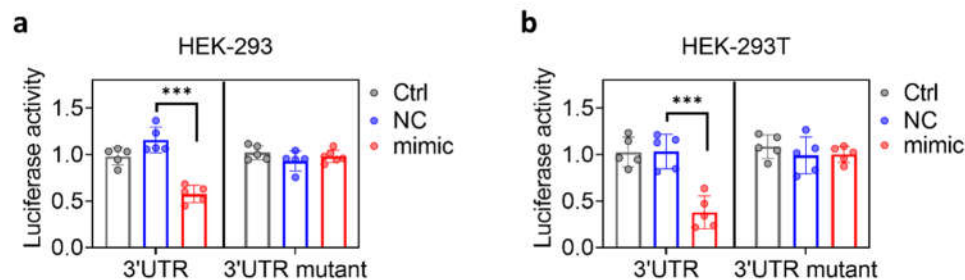 a
HEK-293
Luciferase activity
1.5
1.0
0.5
0.0
***
3'UTR
3'UTR mutant
Ctrl
NC
mimic
b
HEK-293T
Luciferase activity
1.5
1.0
0.5
0.0
***
3'UTR
3'UTR mutant
Ctrl
NC
mimic